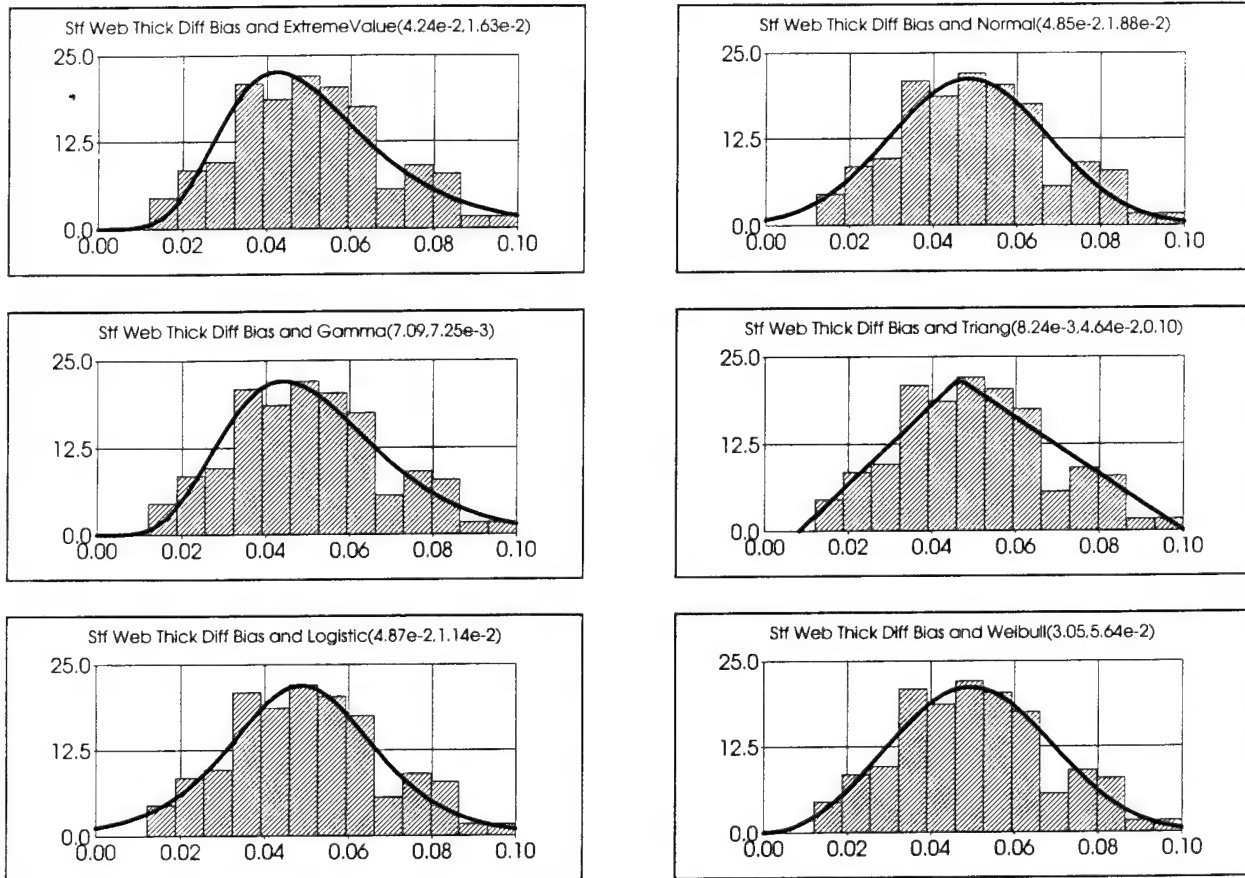 Stf Web Thick Diff Bias and ExtremeValue(4.24e-2,1.63e-2)
25.0
12.5
0.0
0.00 0.02 0.04 0.06 0.08 0.10
Stf Web Thick Diff Bias and Normal(4.85e-2,1.88e-2)
25.0
12.5
0.0
0.00 0.02 0.04 0.06 0.08 0.10
Stf Web Thick Diff Bias and Gamma(7.09,7.25e-3)
25.0
12.5
0.0
0.00 0.02 0.04 0.06 0.08 0.10
Stf Web Thick Diff Bias and Triang(8.24e-3,4.64e-2,0.10)
25.0
12.5
0.0
0.00 0.02 0.04 0.06 0.08 0.10
Stf Web Thick Diff Bias and Logistic(4.87e-2,1.14e-2)
25.0
12.5
0.0
0.00 0.02 0.04 0.06 0.08 0.10
Stf Web Thick Diff Bias and Weibull(3.05,5.64e-2)
25.0
12.5
0.0
0.00 0.02 0.04 0.06 0.08 0.10